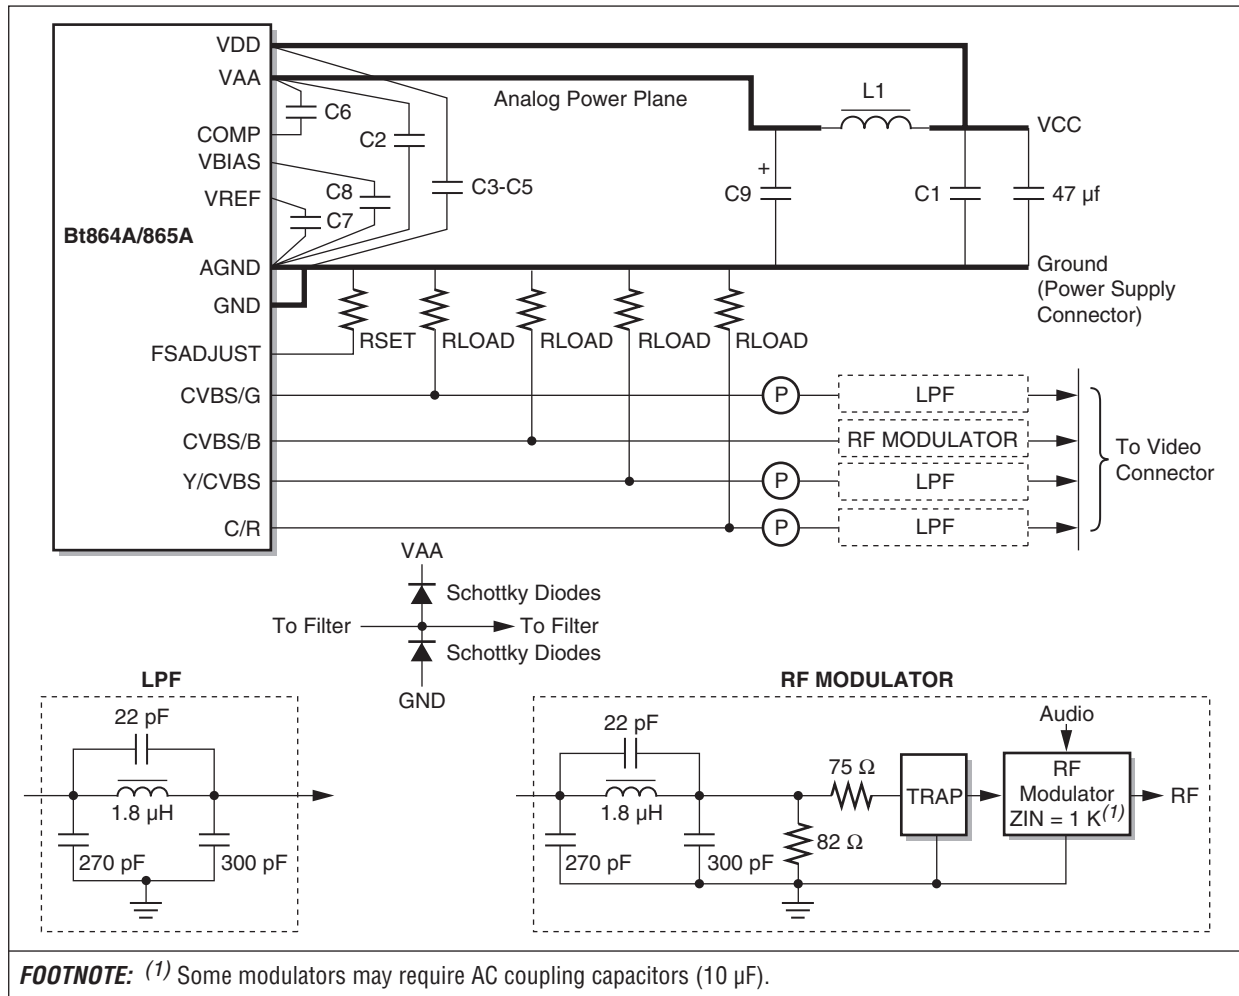 VDD
VAA
COMP
VBIAS
VREF
Bt864A/865A
AGND
GND
FSADJUST
CVBS/G
CVBS/B
Y/CVBS
C/R
C6
C2
C8
C7
C3-C5
Analog Power Plane
L1
VCC
+
C9
C1
47 µf
Ground
(Power Supply
Connector)
RSET
RLOAD
RLOAD
RLOAD
RLOAD
P
LPF
RF MODULATOR
P
LPF
P
LPF
To Video
Connector
VAA
Schottky Diodes
To Filter
To Filter
Schottky Diodes
GND
LPF
22 pF
1.8 µH
270 pF
300 pF
RF MODULATOR
22 pF
1.8 µH
270 pF
300 pF
75 Ω
82 Ω
TRAP
Audio
RF
Modulator
ZIN = 1 K(1)
RF
FOOTNOTE: (1) Some modulators may require AC coupling capacitors (10 µF).